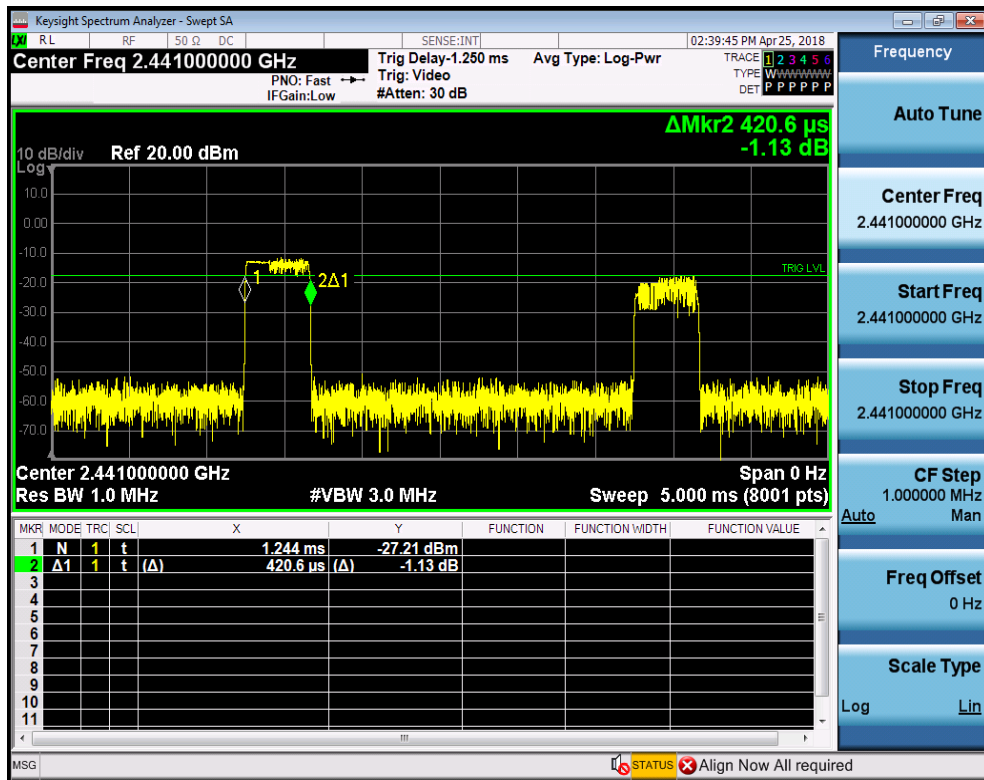 Keysight Spectrum Analyzer - Swept SA
LXI RL RF 50 Ω DC SENSE:INT 02:39:45 PM Apr 25, 2018
Center Freq 2.441000000 GHz
Trig Delay-1.250 ms Avg Type: Log-Pwr TRACE 1 2 3 4 5 6
PNO: Fast Trig: Video TYPE WWWWWWW
IFGain:Low #Atten: 30 dB DET P P P P P P
ΔMkr2 420.6 µs
-1.13 dB
10 dB/div Ref 20.00 dBm
Log
10.0
0.00
-10.0
TRIG LVL
1
2Δ1
-20.0
-30.0
-40.0
-50.0
-60.0
-70.0
Center 2.441000000 GHz Span 0 Hz
Res BW 1.0 MHz #VBW 3.0 MHz Sweep 5.000 ms (8001 pts)
MKR MODE TRC SCL X Y FUNCTION FUNCTION WIDTH FUNCTION VALUE
1 N 1 t 1.244 ms -27.21 dBm
2 Δ1 1 t (Δ) 420.6 µs (Δ) -1.13 dB
3
4
5
6
7
8
9
10
11
MSG STATUS Align Now All required
Frequency
Auto Tune
Center Freq
2.441000000 GHz
Start Freq
2.441000000 GHz
Stop Freq
2.441000000 GHz
CF Step
1.000000 MHz
Auto Man
Freq Offset
0 Hz
Scale Type
Log Lin